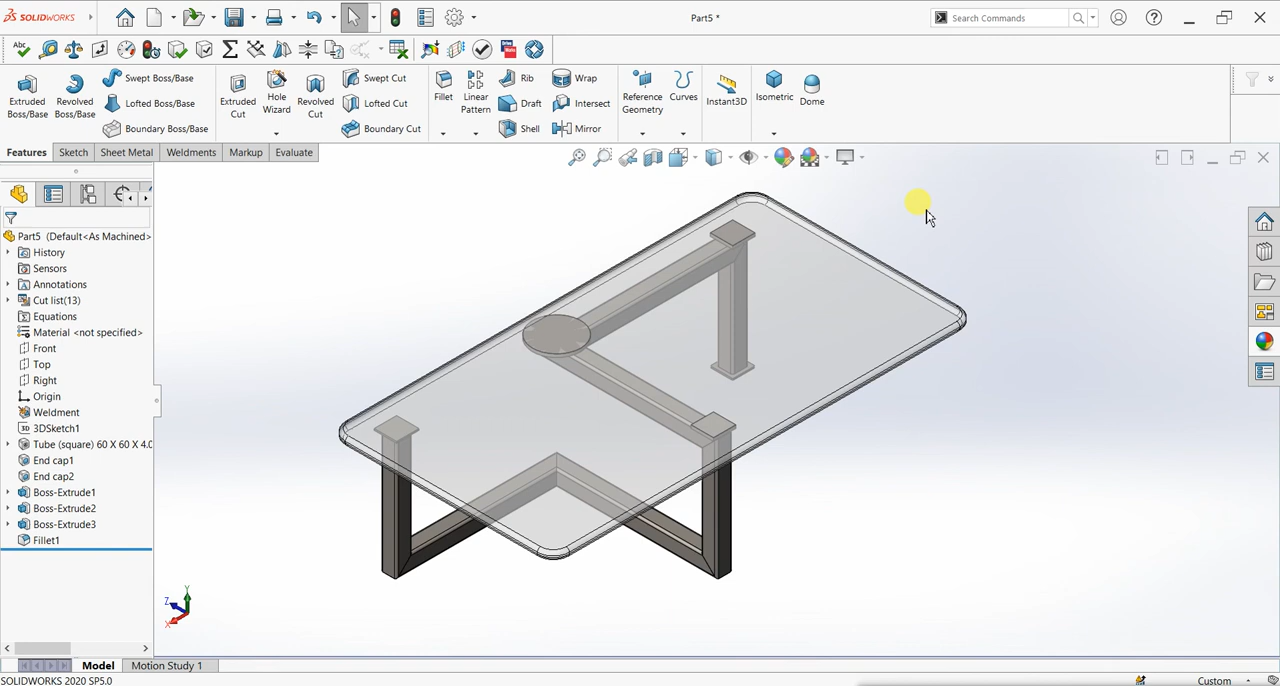 SOLIDWORKS
Part5 *
Search Commands
Extruded Boss/Base
Revolved Boss/Base
Swept Boss/Base
Lofted Boss/Base
Boundary Boss/Base
Extruded Cut
Hole Wizard
Revolved Cut
Swept Cut
Lofted Cut
Boundary Cut
Fillet
Linear Pattern
Rib
Draft
Shell
Wrap
Intersect
Mirror
Reference Geometry
Curves
Instant3D
Isometric
Dome
Features Sketch Sheet Metal Weldments Markup Evaluate
Part5 (Default<As Machined>
History
Sensors
Annotations
Cut list(13)
Equations
Material <not specified>
Front
Top
Right
Origin
Weldment
3D 3DSketch1
Tube (square) 60 X 60 X 4.0
End cap1
End cap2
Boss-Extrude1
Boss-Extrude2
Boss-Extrude3
Fillet1
Y
Z
X
Model Motion Study 1
SOLIDWORKS 2020 SP5.0
Custom